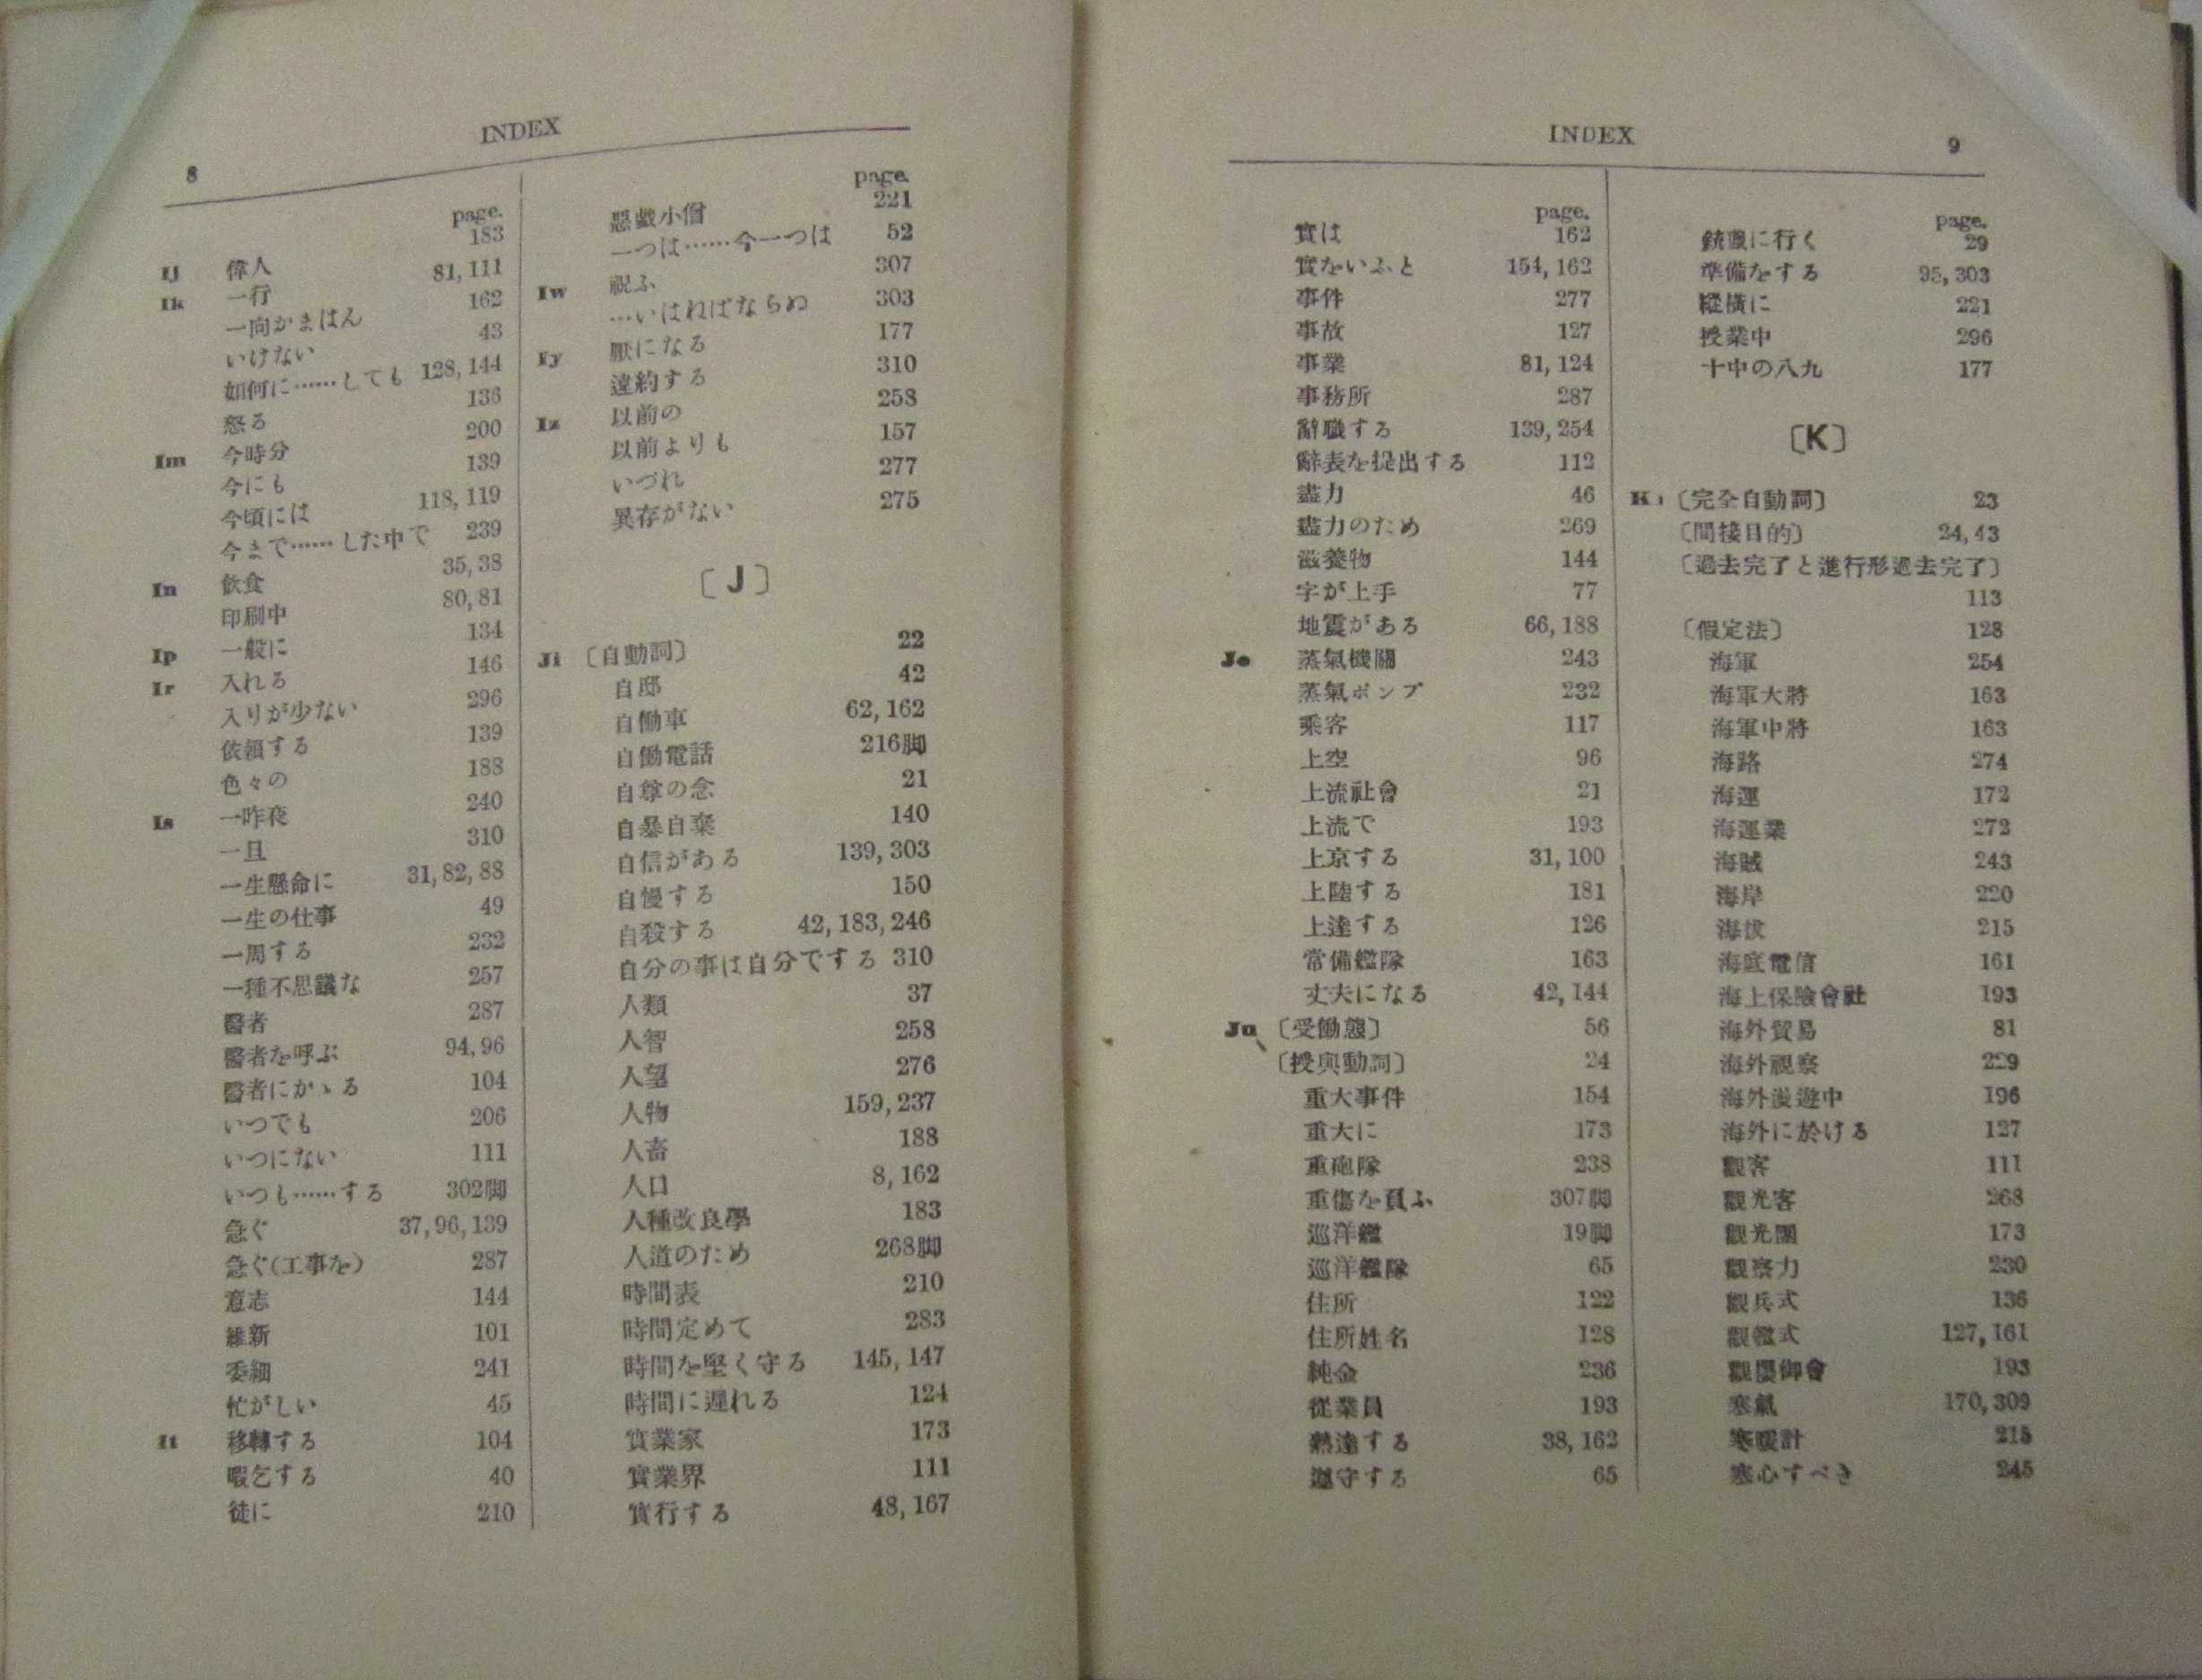 INDEX
8
page.
Ij 偉人 183
Ik 一行 81, 111
一向かまはん 162
いけない 43
如何に……しても 128, 144
怒る 136
Im 今時分 200
今にも 139
今頃には 118, 119
今まで……した中で 239
In 飲食 35, 38
印刷中 80, 81
Ip 一般に 134
Ir 入れる 146
入りが少ない 296
依頼する 139
色々の 188
Is 一昨夜 240
一旦 310
一生懸命に 31, 82, 88
一生の仕事 49
一周する 232
一種不思議な 257
醫者 287
醫者を呼ぶ 94, 96
醫者にかゝる 104
いつでも 206
いつにない 111
いつも……する 302脚
急ぐ 37, 96, 139
急ぐ(工事を) 287
意志 144
維新 101
委細 241
忙がしい 45
It 移轉する 104
暇乞する 40
徒に 210
page.
惡戯小僧 221
一つは……今一つは 52
Iw 祝ふ 307
…いはねばならぬ 303
Iy 厭になる 177
違約する 310
Iz 以前の 258
以前よりも 157
いづれ 277
異存がない 275
〔J〕
Ji 〔自動詞〕 22
自邸 42
自働車 62, 162
自働電話 216脚
自尊の念 21
自暴自棄 140
自信がある 139, 303
自慢する 150
自殺する 42, 183, 246
自分の事は自分でする 310
人類 37
人智 258
人望 276
人物 159, 237
人畜 188
人口 8, 162
人種改良學 183
人道のため 268脚
時間表 210
時間定めて 283
時間を堅く守る 145, 147
時間に遲れる 124
實業家 173
實業界 111
實行する 48, 167
INDEX
9
page.
實は 162
實をいふと 154, 162
事件 277
事故 127
事業 81, 124
事務所 287
辭職する 139, 254
辭表を提出する 112
盡力 46
盡力のため 269
滋養物 144
字が上手 77
地震がある 66, 188
Jo 蒸氣機關 243
蒸氣ポンプ 232
乘客 117
上空 96
上流社會 21
上流で 193
上京する 31, 100
上陸する 181
上達する 126
常備艦隊 163
丈夫になる 42, 144
Ju 〔受働態〕 56
〔授與動詞〕 24
重大事件 154
重大に 173
重砲隊 238
重傷を負ふ 307脚
巡洋艦 19脚
巡洋艦隊 65
住所 122
住所姓名 128
純金 236
從業員 193
熟達する 38, 162
遵守する 65
page.
銃獵に行く 29
準備をする 95, 303
縱横に 221
授業中 296
十中の八九 177
〔K〕
Ka 〔完全自動詞〕 23
〔間接目的〕 24, 43
〔過去完了と進行形過去完了〕
113
〔假定法〕 128
海軍 254
海軍大將 163
海軍中將 163
海路 274
海運 172
海運業 272
海賊 243
海岸 220
海拔 215
海底電信 161
海上保險會社 193
海外貿易 81
海外視察 229
海外漫遊中 196
海外に於ける 127
觀客 111
觀光客 268
觀光團 173
觀察力 230
觀兵式 136
觀艦式 127, 161
觀櫻御會 193
寒氣 170, 309
寒暖計 215
寒心すべき 245